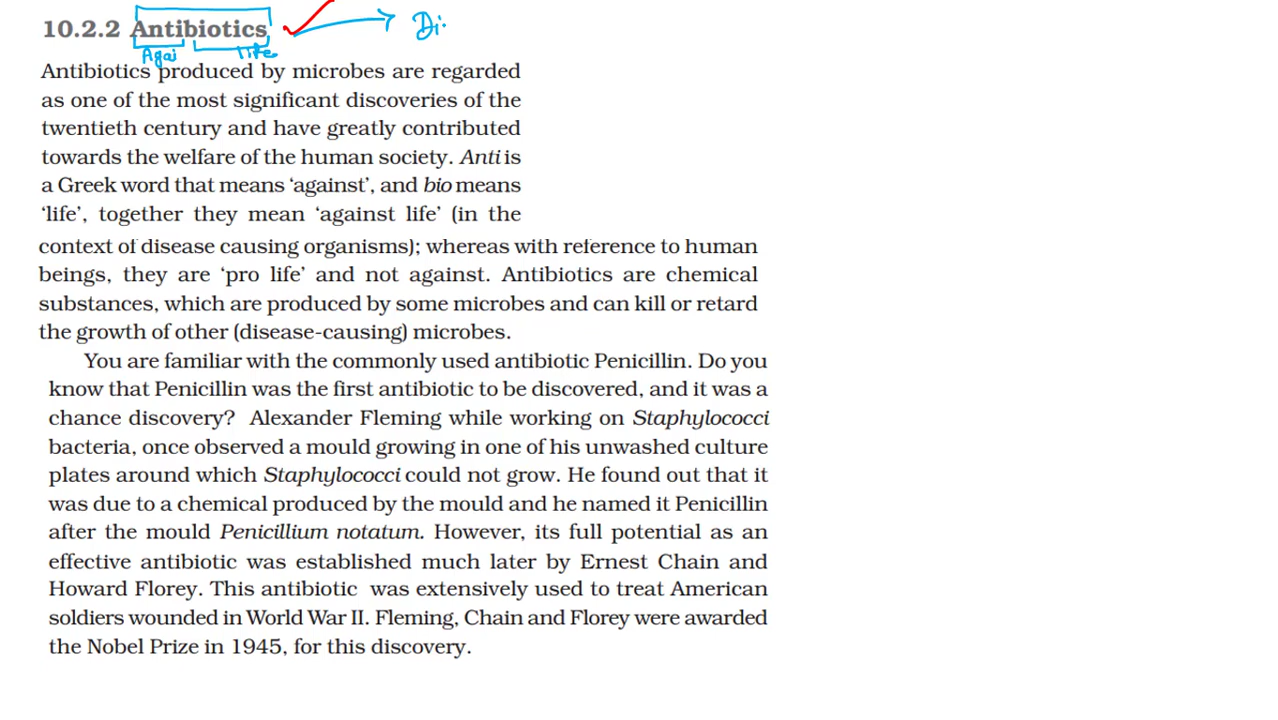 10.2.2 Antibiotics Di:
Agai life
Antibiotics produced by microbes are regarded
as one of the most significant discoveries of the
twentieth century and have greatly contributed
towards the welfare of the human society. Anti is
a Greek word that means ‘against’, and bio means
‘life’, together they mean ‘against life’ (in the
context of disease causing organisms); whereas with reference to human
beings, they are ‘pro life’ and not against. Antibiotics are chemical
substances, which are produced by some microbes and can kill or retard
the growth of other (disease-causing) microbes.
You are familiar with the commonly used antibiotic Penicillin. Do you
know that Penicillin was the first antibiotic to be discovered, and it was a
chance discovery? Alexander Fleming while working on Staphylococci
bacteria, once observed a mould growing in one of his unwashed culture
plates around which Staphylococci could not grow. He found out that it
was due to a chemical produced by the mould and he named it Penicillin
after the mould Penicillium notatum. However, its full potential as an
effective antibiotic was established much later by Ernest Chain and
Howard Florey. This antibiotic was extensively used to treat American
soldiers wounded in World War II. Fleming, Chain and Florey were awarded
the Nobel Prize in 1945, for this discovery.